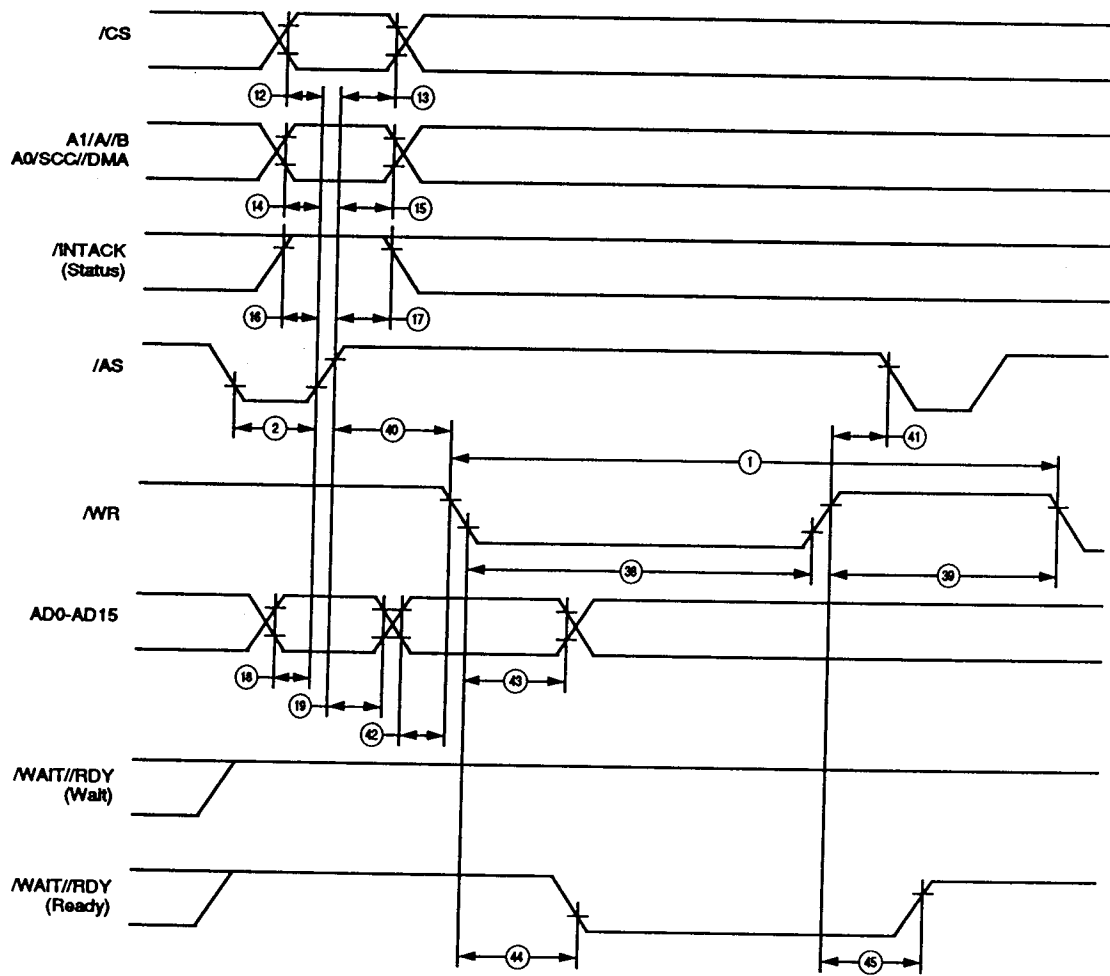 /CS
12
13
A1/A//B
A0/SCC//DMA
14
15
/INTACK
(Status)
16
17
/AS
2
40
41
1
/WR
38
39
AD0-AD15
18
43
19
42
/WAIT//RDY
(Wait)
/WAIT//RDY
(Ready)
44
45